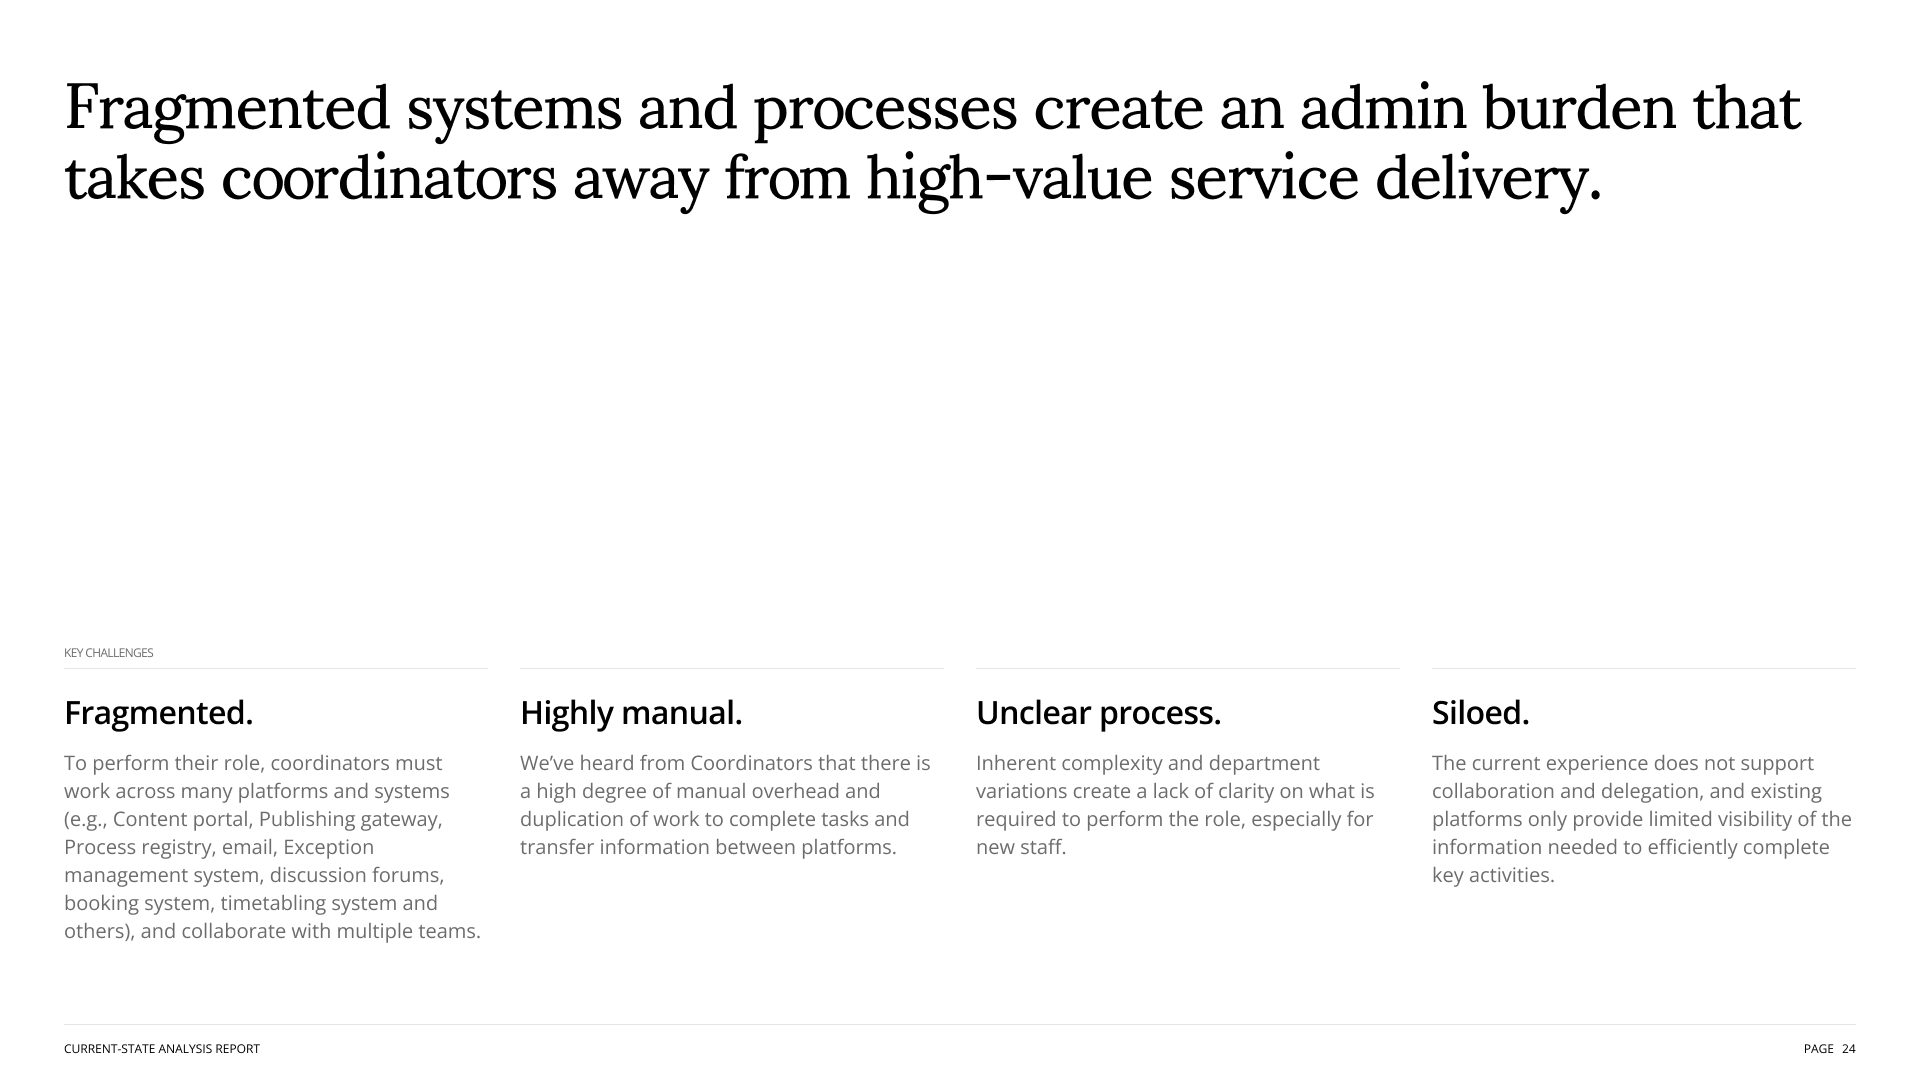 Fragmented systems and processes create an admin burden that
takes coordinators away from high-value service delivery.
KEY CHALLENGES
Fragmented.
To perform their role, coordinators must
work across many platforms and systems
(e.g., Content portal, Publishing gateway,
Process registry, email, Exception
management system, discussion forums,
booking system, timetabling system and
others), and collaborate with multiple teams.
Highly manual.
We’ve heard from Coordinators that there is
a high degree of manual overhead and
duplication of work to complete tasks and
transfer information between platforms.
Unclear process.
Inherent complexity and department
variations create a lack of clarity on what is
required to perform the role, especially for
new staff.
Siloed.
The current experience does not support
collaboration and delegation, and existing
platforms only provide limited visibility of the
information needed to efficiently complete
key activities.
CURRENT-STATE ANALYSIS REPORT
PAGE 24